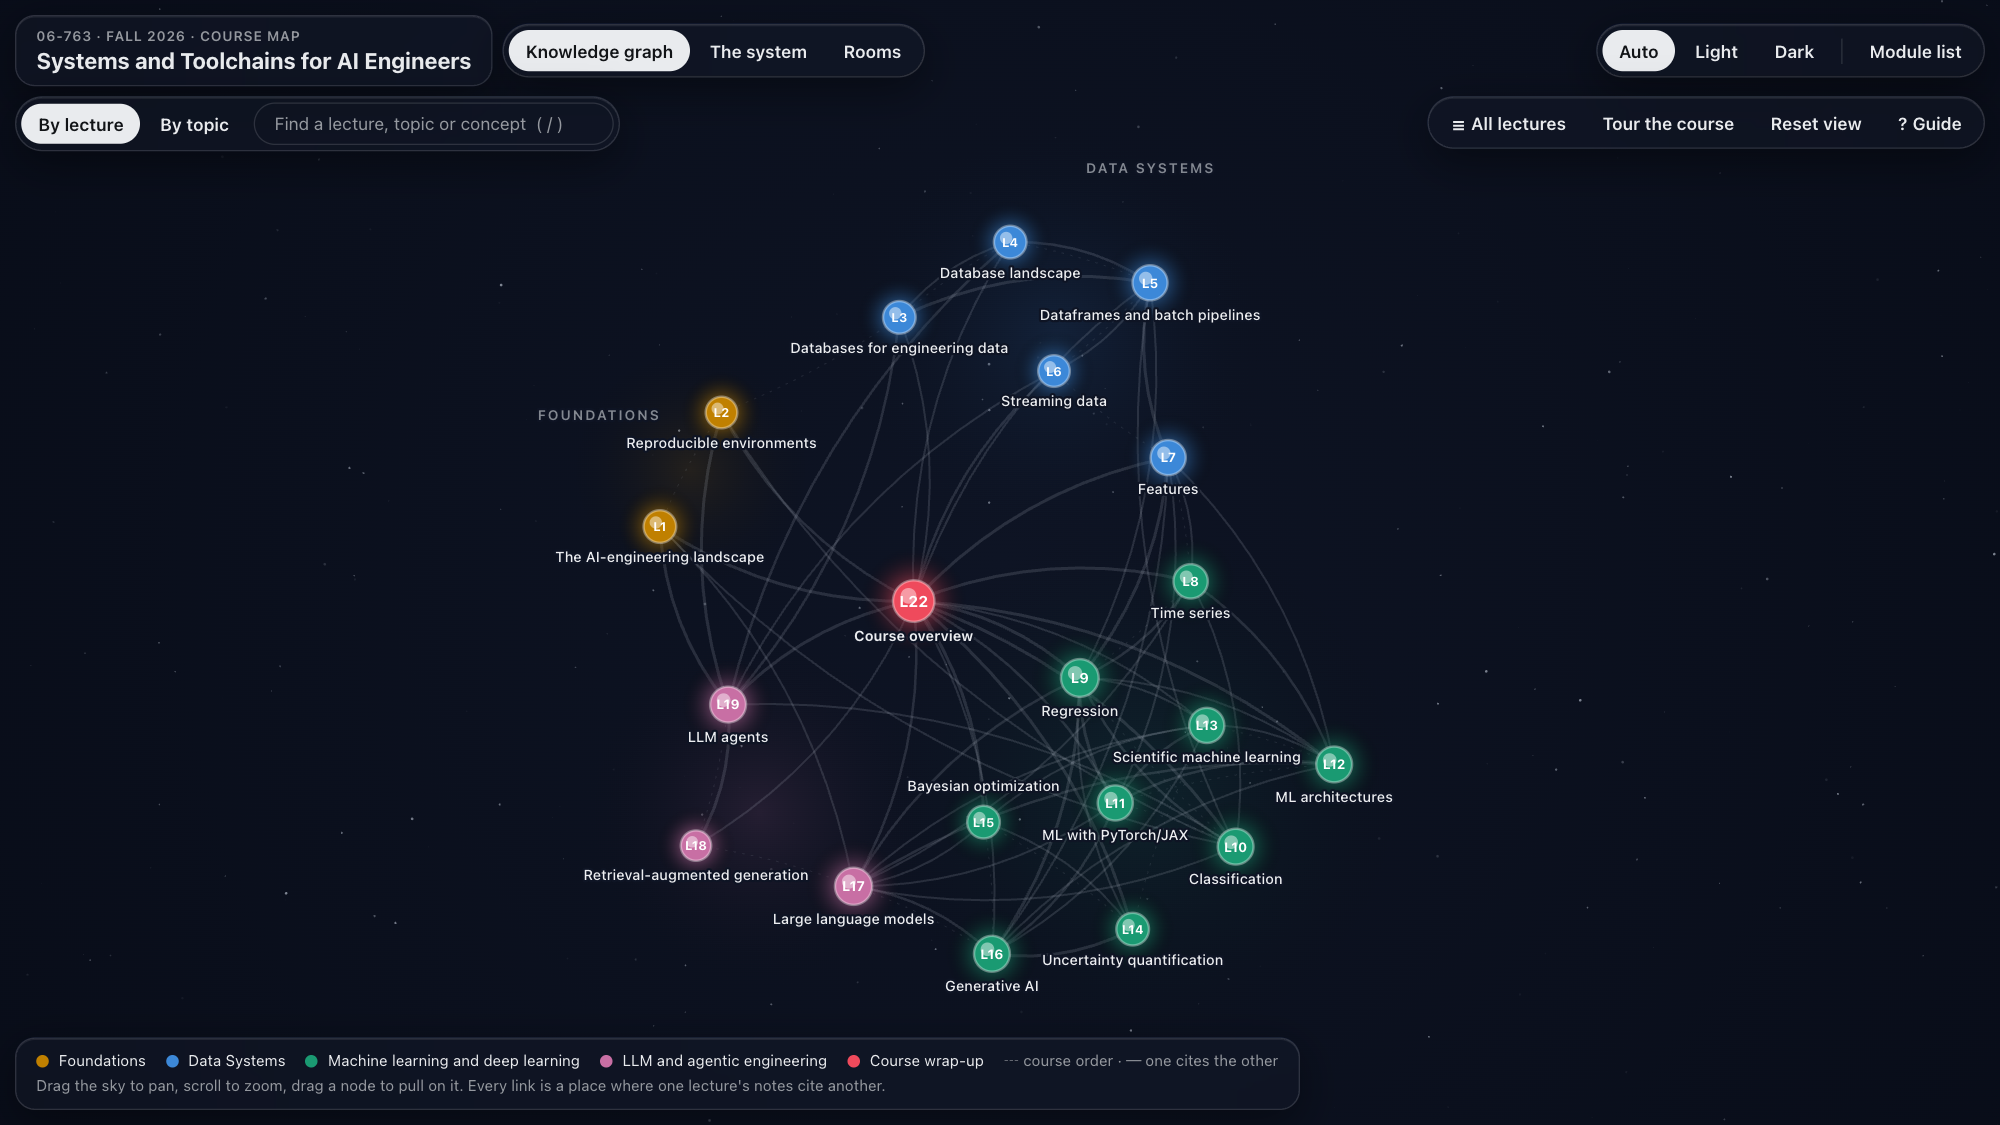 06-763 · FALL 2026 · COURSE MAP
Systems and Toolchains for AI Engineers
Knowledge graph
The system
Rooms
Auto
Light
Dark
Module list
By lecture
By topic
Find a lecture, topic or concept ( / )
≡ All lectures
Tour the course
Reset view
? Guide
DATA SYSTEMS
L4
Database landscape
L5
Dataframes and batch pipelines
L3
Databases for engineering data
L6
Streaming data
FOUNDATIONS
L2
Reproducible environments
L7
Features
L1
The AI-engineering landscape
L8
Time series
L22
Course overview
L9
Regression
L19
LLM agents
L13
Scientific machine learning
L12
ML architectures
Bayesian optimization
L15
L11
ML with PyTorch/JAX
L10
Classification
L18
Retrieval-augmented generation
L17
Large language models
L14
Uncertainty quantification
L16
Generative AI
Foundations
Data Systems
Machine learning and deep learning
LLM and agentic engineering
Course wrap-up
--- course order · — one cites the other
Drag the sky to pan, scroll to zoom, drag a node to pull on it. Every link is a place where one lecture's notes cite another.